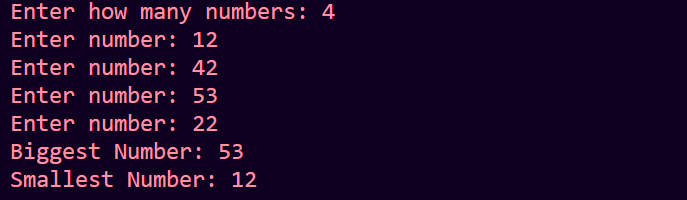 Enter how many numbers: 4
Enter number: 12
Enter number: 42
Enter number: 53
Enter number: 22
Biggest Number: 53
Smallest Number: 12